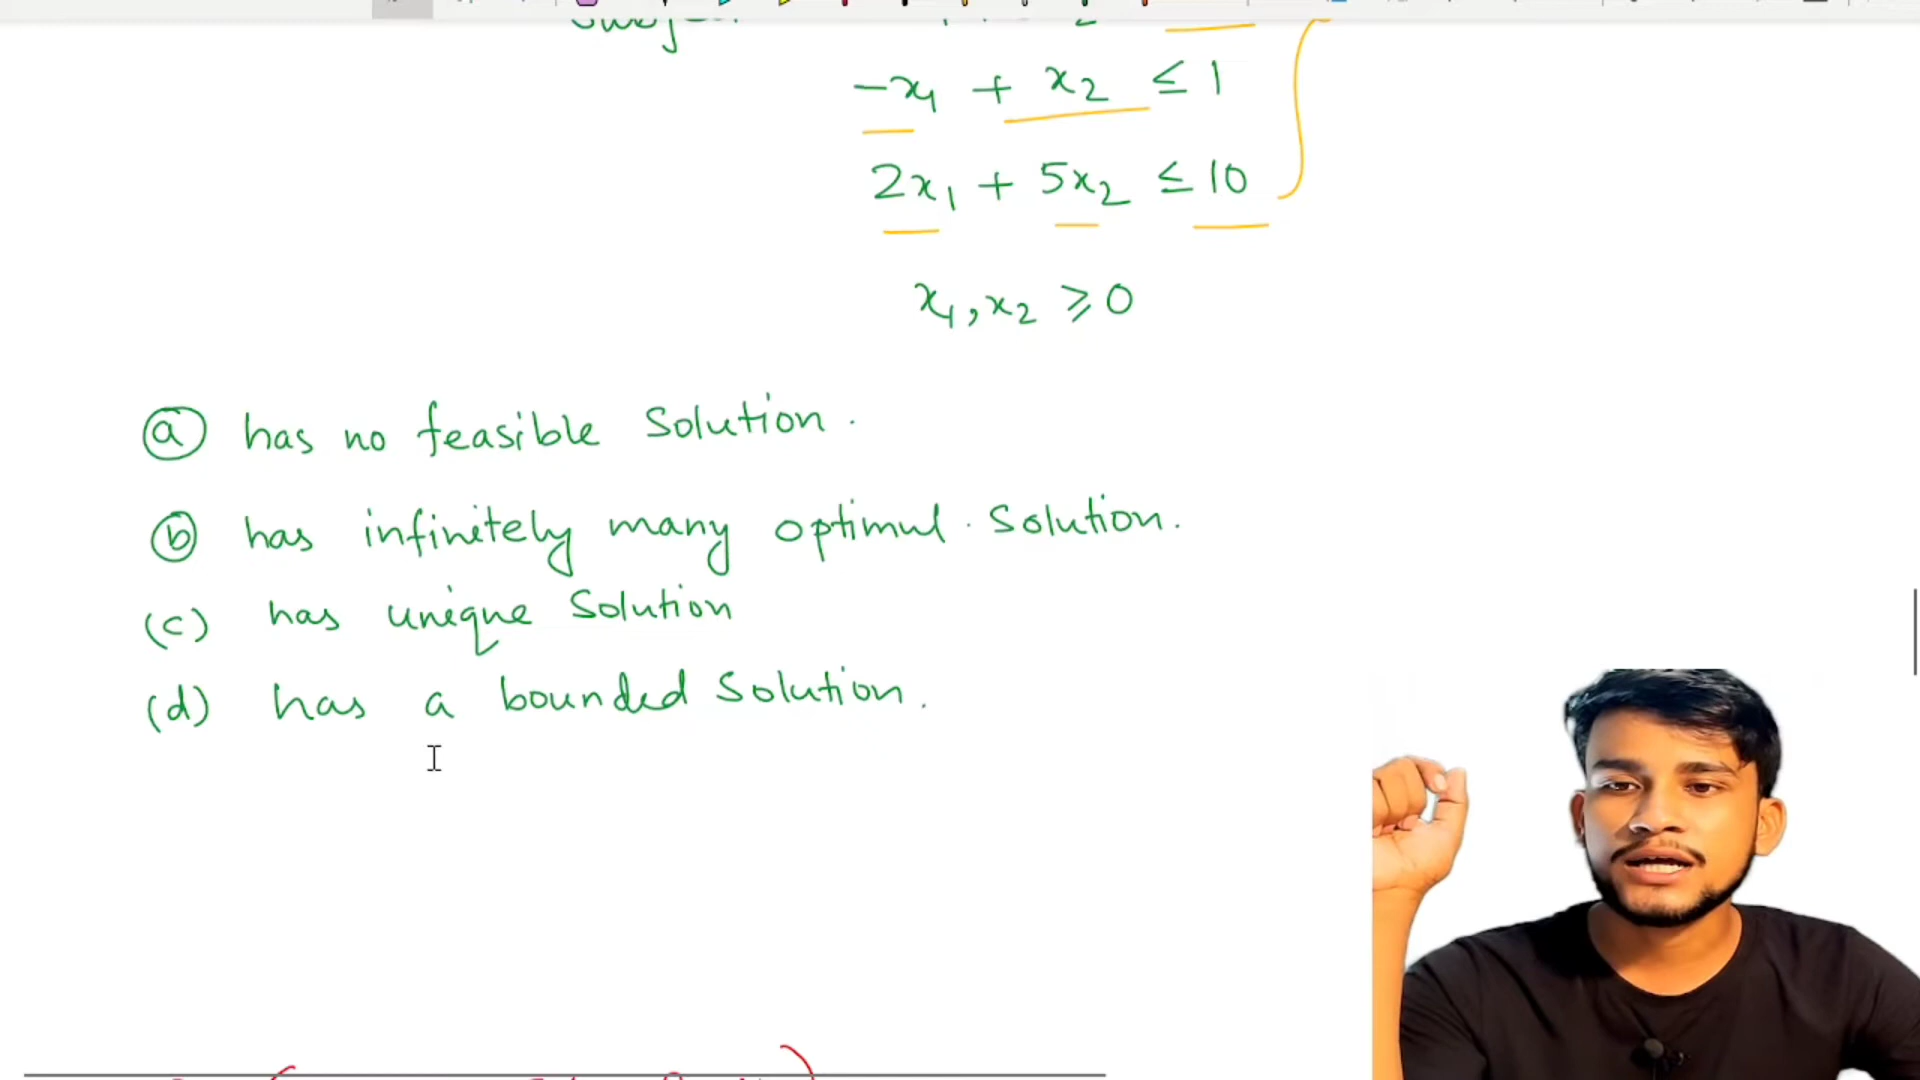 -x₁ + x₂ ≤ 1
2x₁ + 5x₂ ≤ 10
x₁, x₂ ≥ 0
ⓐ has no feasible solution.
ⓑ has infinitely many optimul. solution.
(c) has unique solution
(d) has a bounded solution.